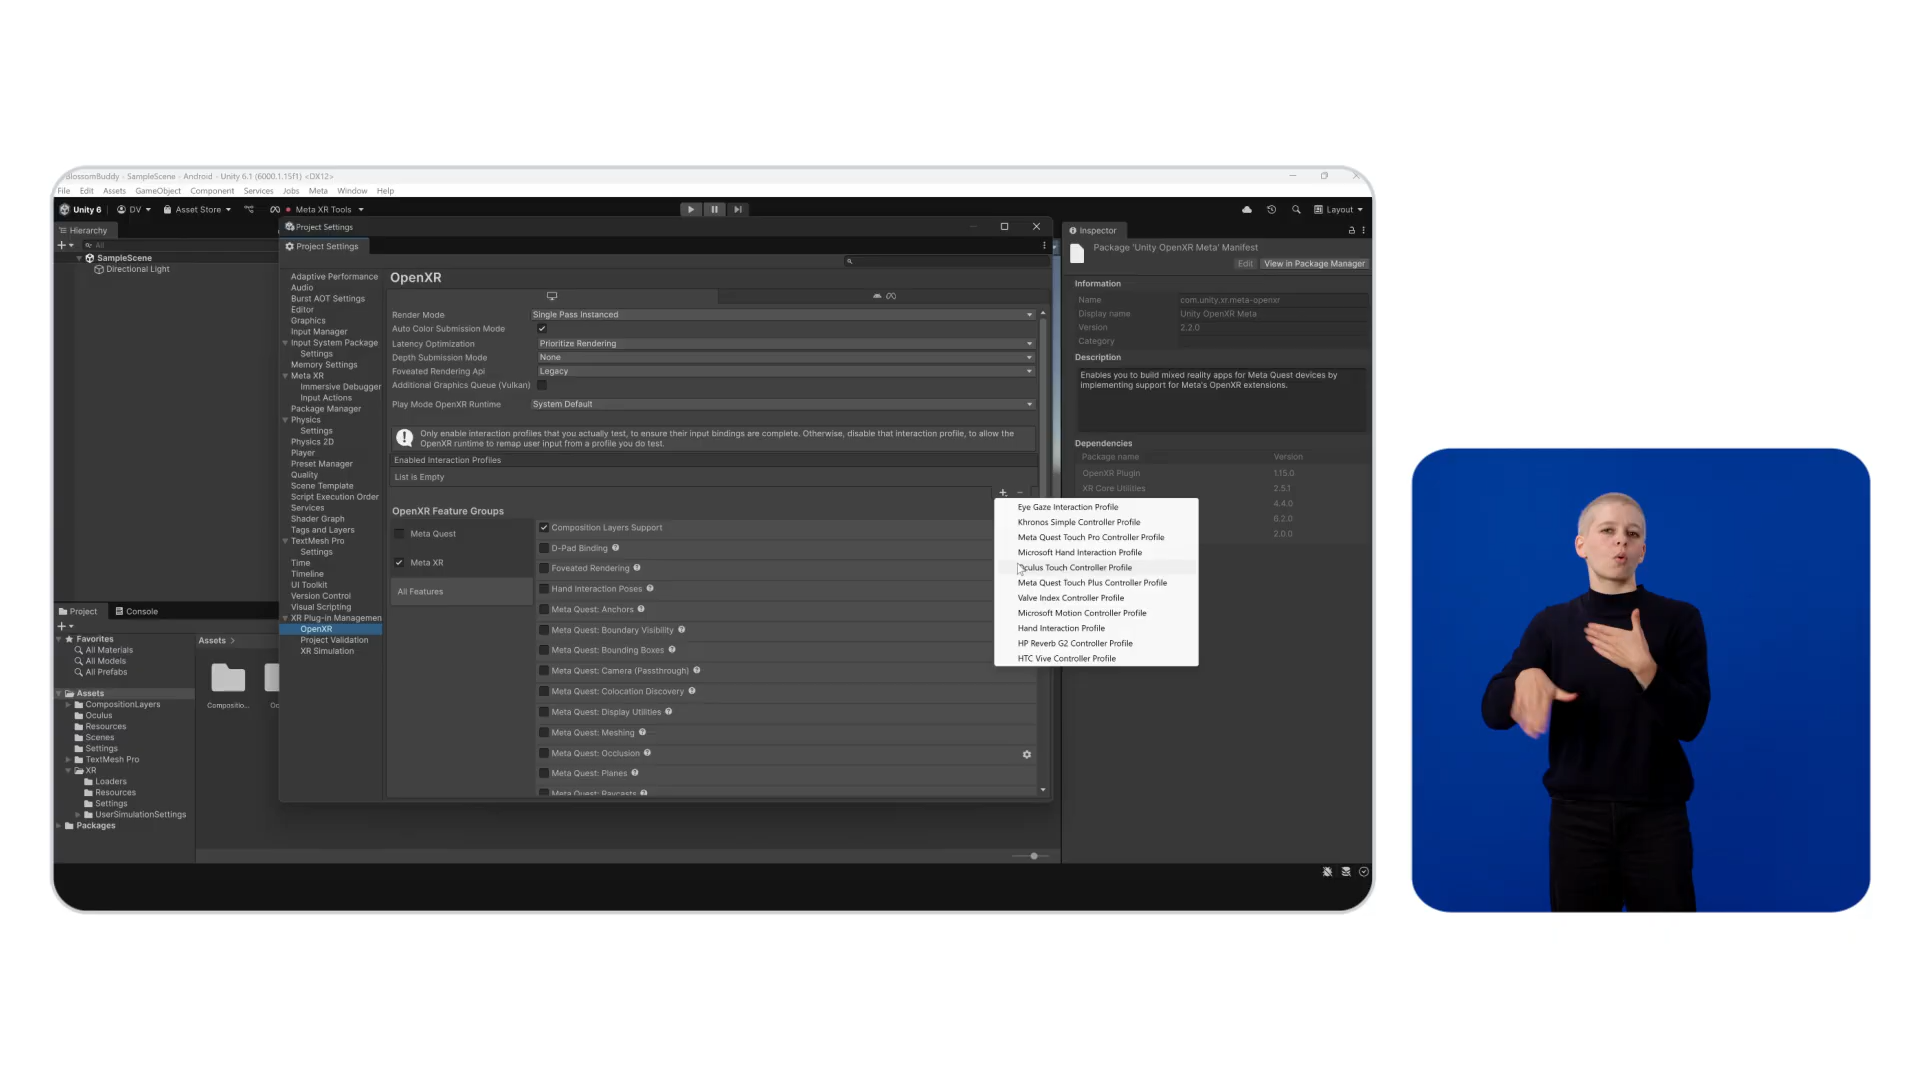 BlossomBuddy - SampleScene - Android - Unity 6.1 (6000.1.15f1) <DX12>
File Edit Assets GameObject Component Services Jobs Meta Window Help
Unity 6 DV Asset Store Meta XR Tools Layout
Hierarchy
All
SampleScene
Directional Light
Project Settings
Project Settings
Adaptive Performance
Audio
Burst AOT Settings
Editor
Graphics
Input Manager
Input System Package
Settings
Memory Settings
Meta XR
Immersive Debugger
Input Actions
Package Manager
Physics
Settings
Physics 2D
Player
Preset Manager
Quality
Scene Template
Script Execution Order
Services
Shader Graph
Tags and Layers
TextMesh Pro
Settings
Time
Timeline
UI Toolkit
Version Control
Visual Scripting
XR Plug-in Managemen
OpenXR
Project Validation
XR Simulation
OpenXR
Render Mode Single Pass Instanced
Auto Color Submission Mode
Latency Optimization Prioritize Rendering
Depth Submission Mode None
Foveated Rendering Api Legacy
Additional Graphics Queue (Vulkan)
Play Mode OpenXR Runtime System Default
Only enable interaction profiles that you actually test, to ensure their input bindings are complete. Otherwise, disable that interaction profile, to allow the
OpenXR runtime to remap user input from a profile you do test.
Enabled Interaction Profiles
List is Empty
OpenXR Feature Groups
Meta Quest
Meta XR
All Features
Composition Layers Support
D-Pad Binding
Foveated Rendering
Hand Interaction Poses
Meta Quest: Anchors
Meta Quest: Boundary Visibility
Meta Quest: Bounding Boxes
Meta Quest: Camera (Passthrough)
Meta Quest: Colocation Discovery
Meta Quest: Display Utilities
Meta Quest: Meshing
Meta Quest: Occlusion
Meta Quest: Planes
Meta Quest: Raycasts
Eye Gaze Interaction Profile
Khronos Simple Controller Profile
Meta Quest Touch Pro Controller Profile
Microsoft Hand Interaction Profile
Oculus Touch Controller Profile
Meta Quest Touch Plus Controller Profile
Valve Index Controller Profile
Microsoft Motion Controller Profile
Hand Interaction Profile
HP Reverb G2 Controller Profile
HTC Vive Controller Profile
Inspector
Package 'Unity OpenXR Meta' Manifest
Edit View in Package Manager
Information
Name com.unity.xr.meta-openxr
Display name Unity OpenXR Meta
Version 2.2.0
Category
Description
Enables you to build mixed reality apps for Meta Quest devices by
implementing support for Meta's OpenXR extensions.
Dependencies
Package name Version
OpenXR Plugin 1.15.0
XR Core Utilities 2.5.1
4.4.0
6.2.0
2.0.0
Project Console
Favorites
All Materials
All Models
All Prefabs
Assets
CompositionLayers
Oculus
Resources
Scenes
Settings
TextMesh Pro
XR
Loaders
Resources
Settings
UserSimulationSettings
Packages
Assets >
Compositio...
Oc